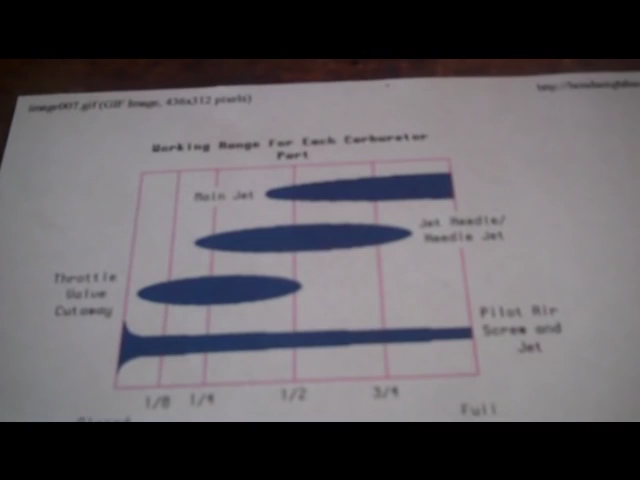 image007.gif (GIF Image, 436x312 pixels)
Working Range For Each Carburetor
Part
Main Jet
Jet Needle/
Needle Jet
Throttle
Valve
Cutaway
Pilot Air
Screw and
Jet
1/8 1/4 1/2 3/4
Closed Full